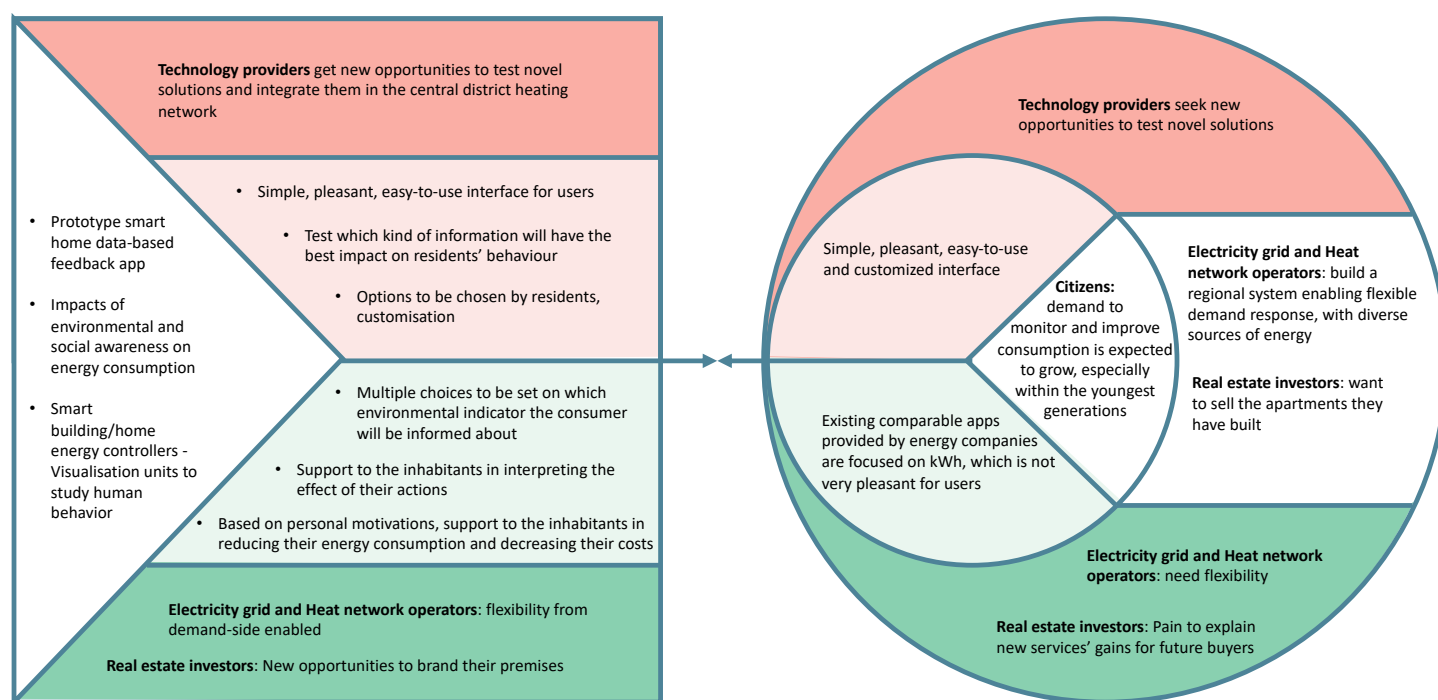 Technology providers get new opportunities to test novel
solutions and integrate them in the central district heating
network
• Simple, pleasant, easy-to-use interface for users
• Test which kind of information will have the
best impact on residents’ behaviour
• Options to be chosen by residents,
customisation
• Prototype smart
home data-based
feedback app
• Impacts of
environmental and
social awareness on
energy consumption
• Smart
building/home
energy controllers -
Visualisation units to
study human
behavior
• Multiple choices to be set on which
environmental indicator the consumer
will be informed about
• Support to the inhabitants in interpreting the
effect of their actions
• Based on personal motivations, support to the inhabitants in
reducing their energy consumption and decreasing their costs
Electricity grid and Heat network operators: flexibility from
demand-side enabled
Real estate investors: New opportunities to brand their premises
Technology providers seek new
opportunities to test novel solutions
Simple, pleasant, easy-to-use
and customized interface
Citizens:
demand to
monitor and improve
consumption is expected
to grow, especially
within the youngest
generations
Electricity grid and Heat
network operators: build a
regional system enabling flexible
demand response, with diverse
sources of energy
Real estate investors: want
to sell the apartments they
have built
Existing comparable apps
provided by energy companies
are focused on kWh, which is not
very pleasant for users
Electricity grid and Heat network
operators: need flexibility
Real estate investors: Pain to explain
new services’ gains for future buyers